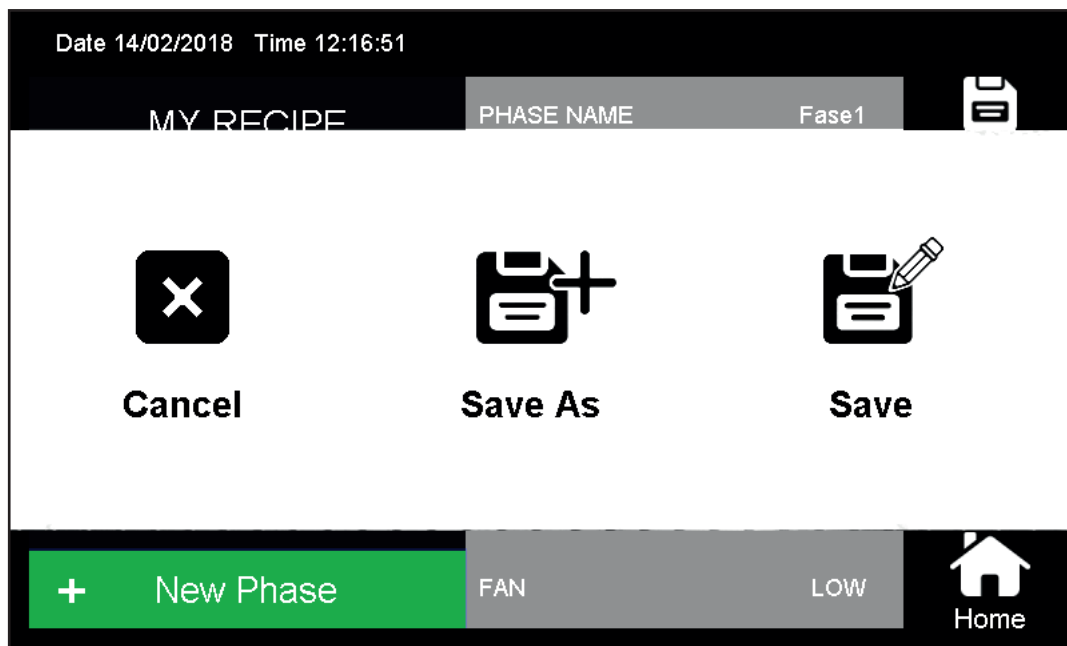 Date 14/02/2018 Time 12:16:51
MY RECIPE
PHASE NAME Fase1
Cancel
Save As
Save
+ New Phase
FAN LOW
Home